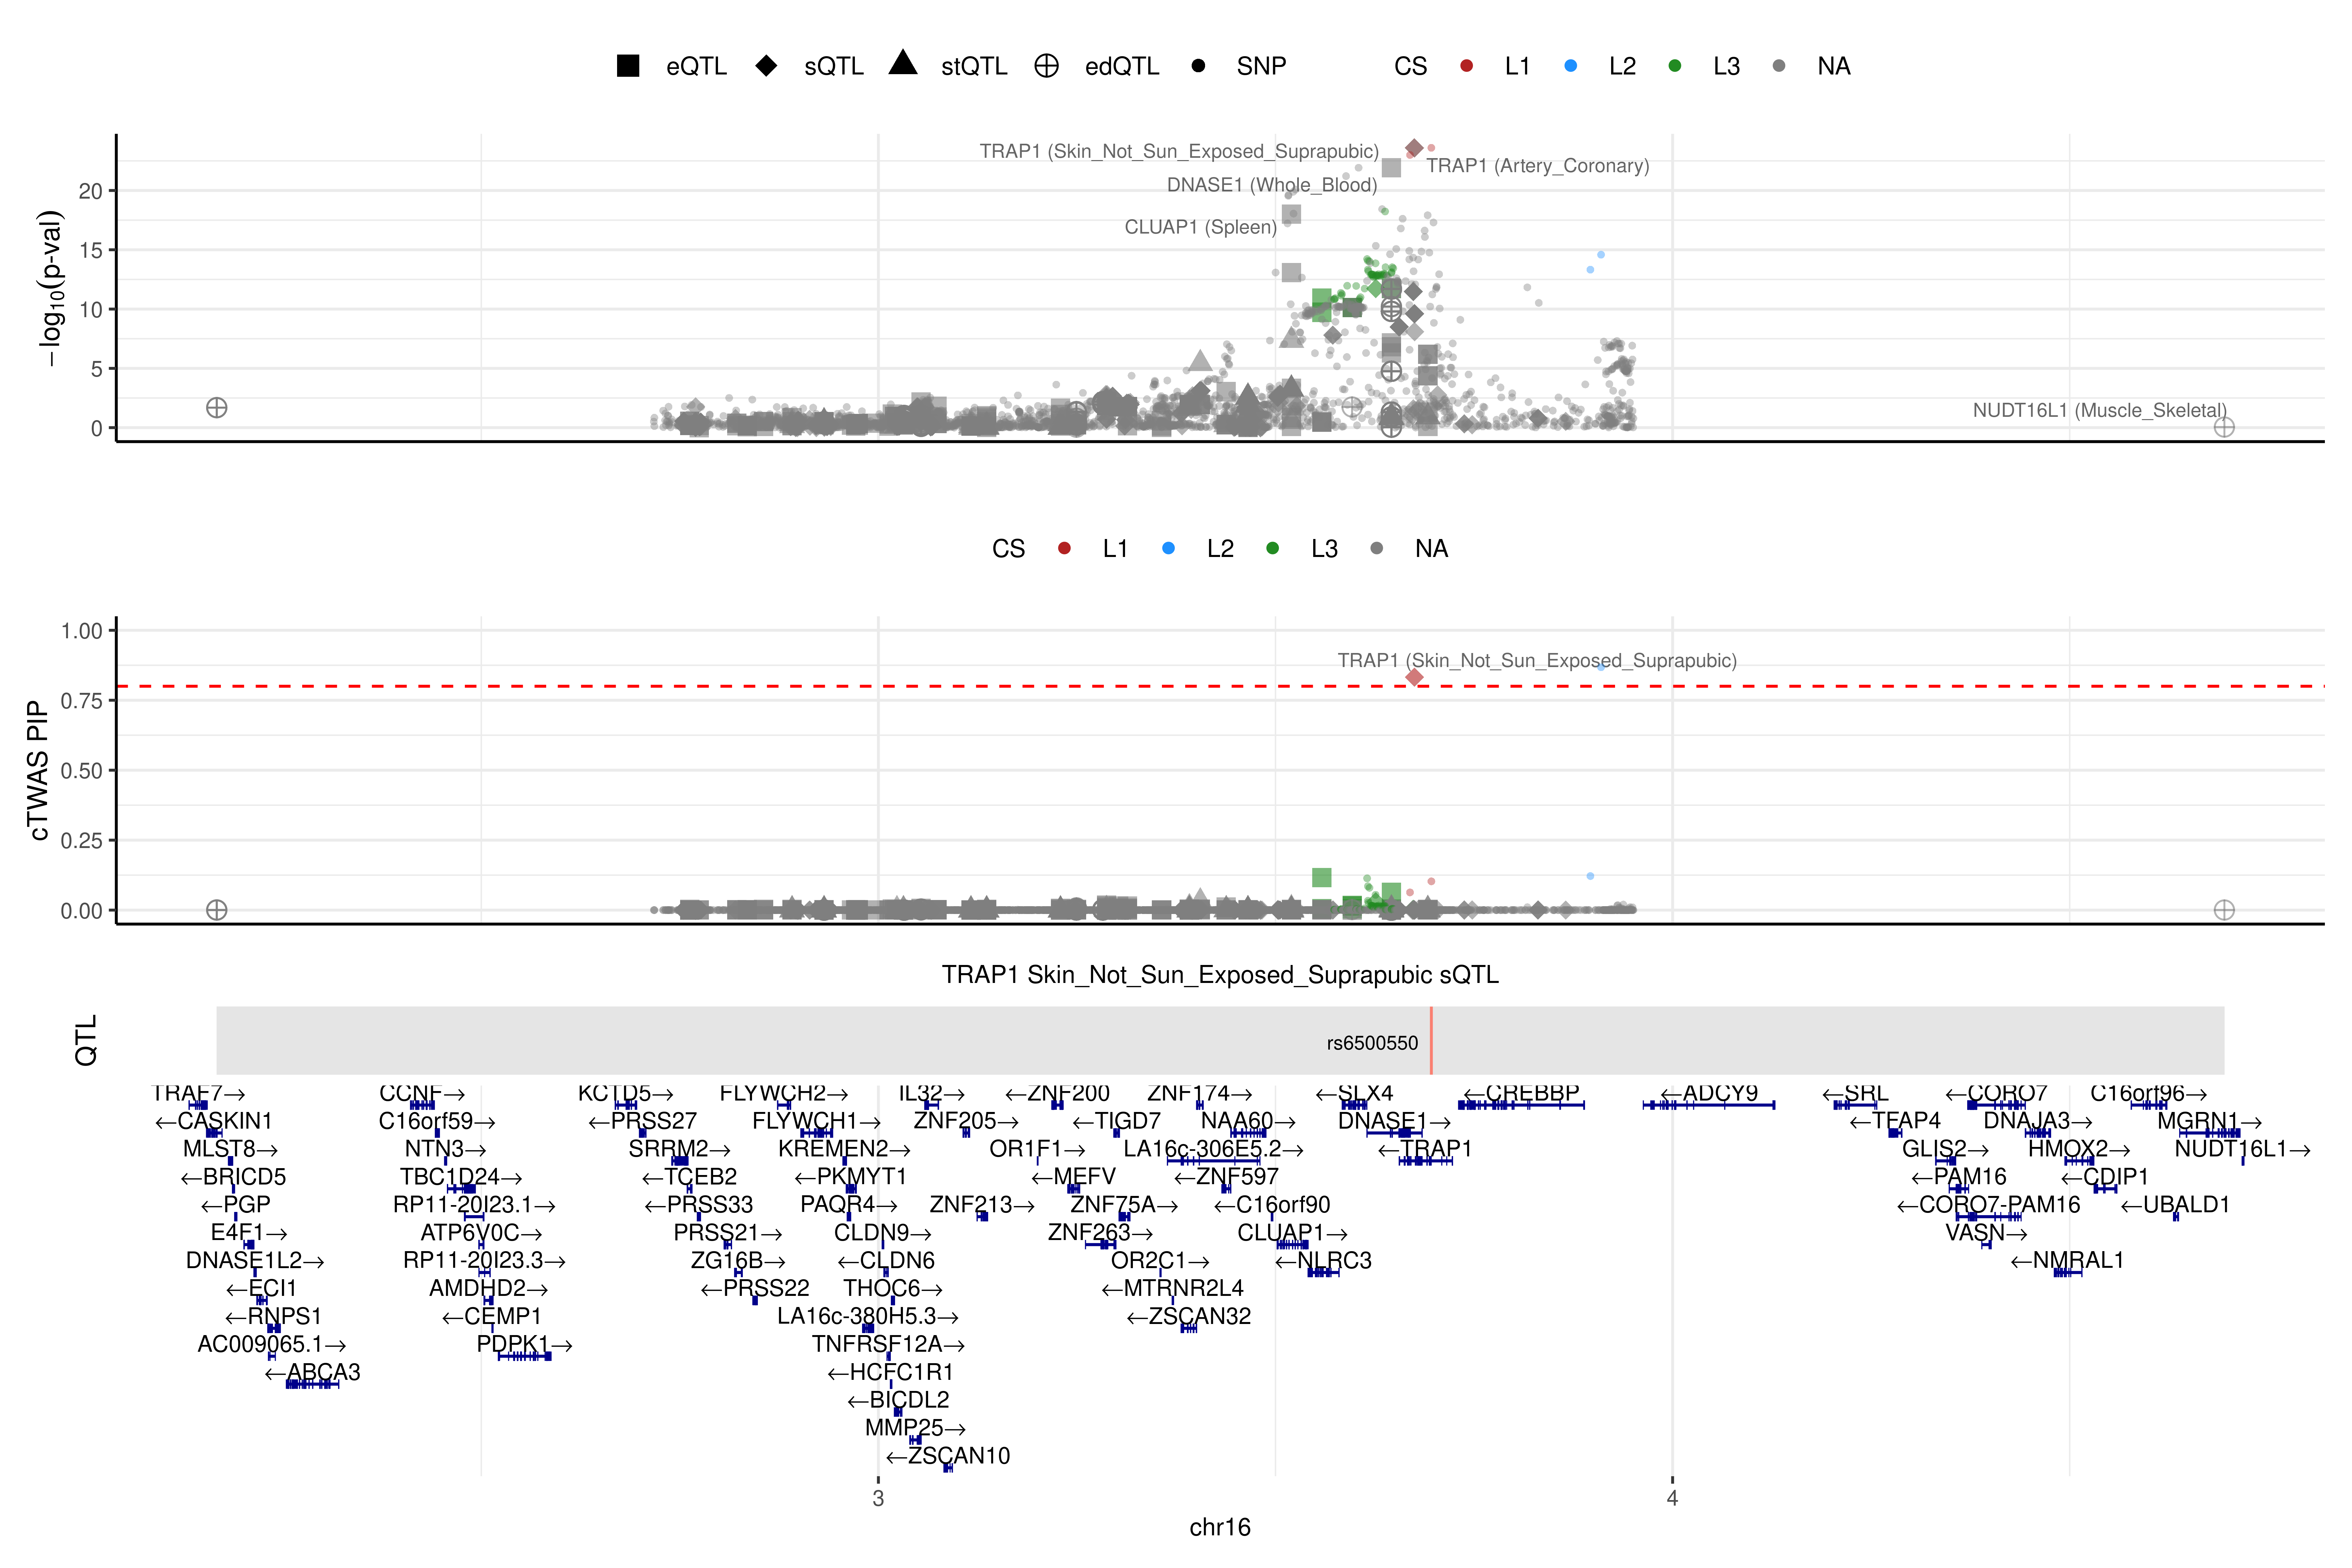 eQTL sQTL stQTL edQTL SNP CS L1 L2 L3 NA
−log10(p-val)
20
15
10
5
0
TRAP1 (Skin_Not_Sun_Exposed_Suprapubic)
TRAP1 (Artery_Coronary)
DNASE1 (Whole_Blood)
CLUAP1 (Spleen)
NUDT16L1 (Muscle_Skeletal)
CS L1 L2 L3 NA
cTWAS PIP
1.00
0.75
0.50
0.25
0.00
TRAP1 (Skin_Not_Sun_Exposed_Suprapubic)
TRAP1 Skin_Not_Sun_Exposed_Suprapubic sQTL
QTL
rs6500550
TRAF7→ CCNF→ KCTD5→ FLYWCH2→ IL32→ ←ZNF200 ZNF174→ ←SLX4 ←CREBBP ←ADCY9 ←SRL ←CORO7 C16orf96→
←CASKIN1 C16orf59→ ←PRSS27 FLYWCH1→ ZNF205→ ←TIGD7 NAA60→ DNASE1→ ←TFAP4 DNAJA3→ MGRN1→
MLST8→ NTN3→ SRRM2→ KREMEN2→ OR1F1→ LA16c-306E5.2→ ←TRAP1 GLIS2→ HMOX2→ NUDT16L1→
←BRICD5 TBC1D24→ ←TCEB2 ←PKMYT1 ←MEFV ←ZNF597 ←PAM16 ←CDIP1
←PGP RP11-20I23.1→ ←PRSS33 PAQR4→ ZNF213→ ZNF75A→ ←C16orf90 ←CORO7-PAM16 ←UBALD1
E4F1→ ATP6V0C→ PRSS21→ CLDN9→ ZNF263→ CLUAP1→ VASN→
DNASE1L2→ RP11-20I23.3→ ZG16B→ ←CLDN6 OR2C1→ ←NLRC3 ←NMRAL1
←ECI1 AMDHD2→ ←PRSS22 THOC6→ ←MTRNR2L4
←RNPS1 ←CEMP1 LA16c-380H5.3→ ←ZSCAN32
AC009065.1→ PDPK1→ TNFRSF12A→
←ABCA3 ←HCFC1R1
←BICDL2
MMP25→
←ZSCAN10
3 4
chr16